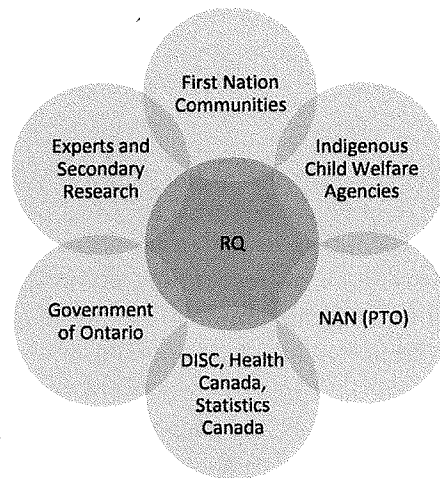 First Nation
Communities
Experts and
Secondary
Research
Indigenous
Child Welfare
Agencies
RQ
Government
of Ontario
NAN (PTO)
DISC, Health
Canada,
Statistics
Canada